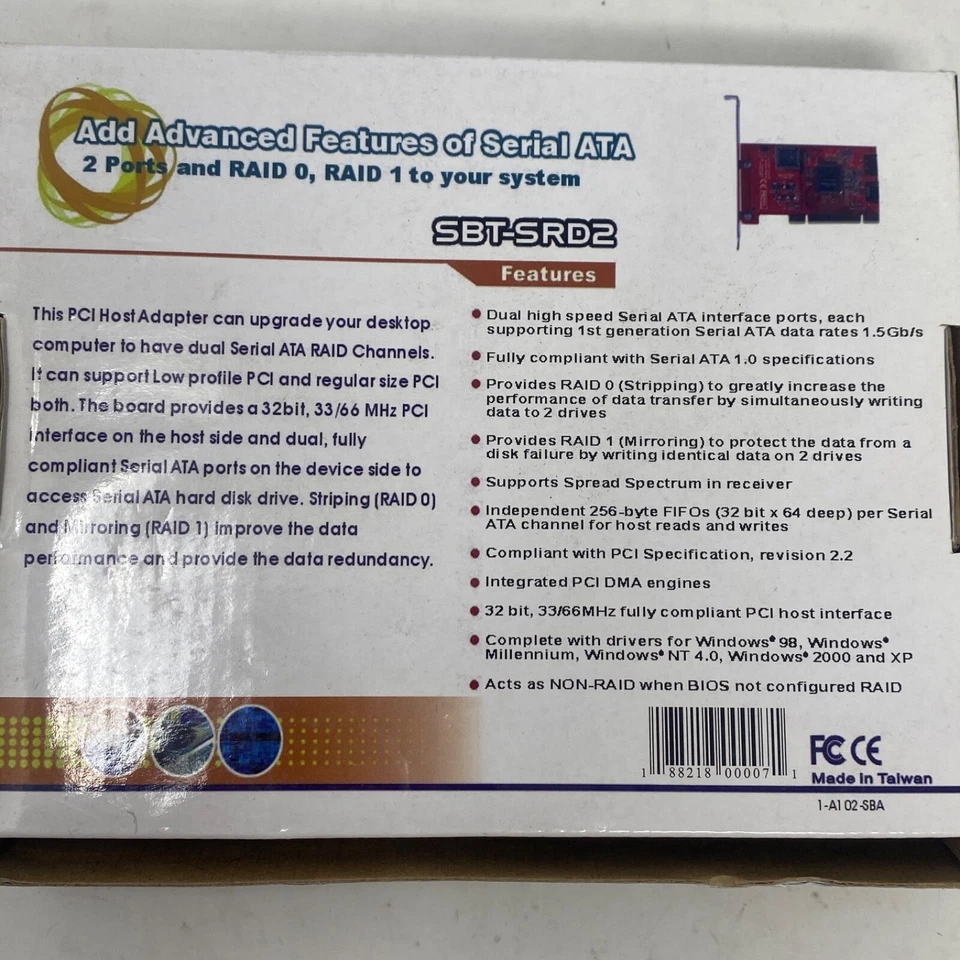 Add Advanced Features of Serial ATA
2 Ports and RAID 0, RAID 1 to your system
SBT-SRD2
Features
This PCI Host Adapter can upgrade your desktop
computer to have dual Serial ATA RAID Channels.
It can support Low profile PCI and regular size PCI
both. The board provides a 32bit, 33/66 MHz PCI
interface on the host side and dual, fully
compliant Serial ATA ports on the device side to
access Serial ATA hard disk drive. Striping (RAID 0)
and Mirroring (RAID 1) improve the data
performance and provide the data redundancy.
• Dual high speed Serial ATA interface ports, each
supporting 1st generation Serial ATA data rates 1.5Gb/s
• Fully compliant with Serial ATA 1.0 specifications
• Provides RAID 0 (Stripping) to greatly increase the
performance of data transfer by simultaneously writing
data to 2 drives
• Provides RAID 1 (Mirroring) to protect the data from a
disk failure by writing identical data on 2 drives
• Supports Spread Spectrum in receiver
• Independent 256-byte FIFOs (32 bit x 64 deep) per Serial
ATA channel for host reads and writes
• Compliant with PCI Specification, revision 2.2
• Integrated PCI DMA engines
• 32 bit, 33/66MHz fully compliant PCI host interface
• Complete with drivers for Windows® 98, Windows®
Millennium, Windows® NT 4.0, Windows® 2000 and XP
• Acts as NON-RAID when BIOS not configured RAID
1 88218 00007 1
FC CE
Made in Taiwan
1-A102-SBA